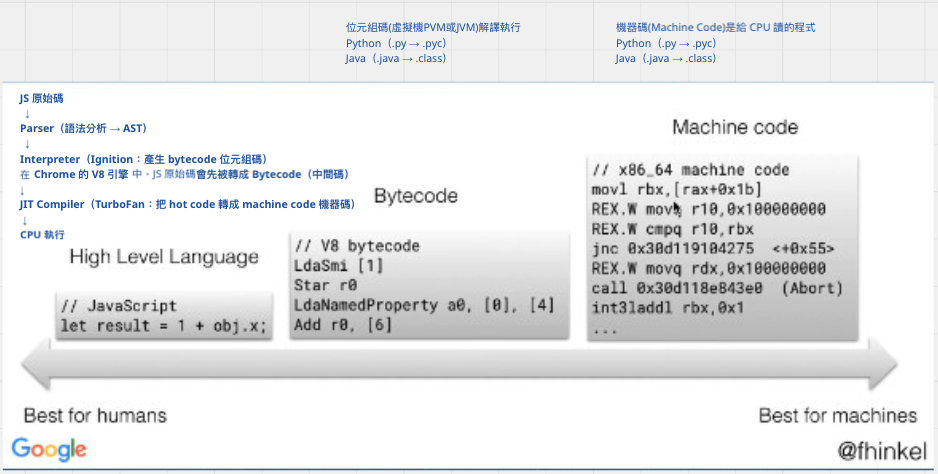 位元組碼(虛擬機PVM或JVM)解譯執行
Python（.py → .pyc）
Java（.java → .class）
機器碼(Machine Code)是給 CPU 讀的程式
Python（.py → .pyc）
Java（.java → .class）
JS 原始碼
↓
Parser（語法分析 → AST）
↓
Interpreter（Ignition：產生 bytecode 位元組碼）
在 Chrome 的 V8 引擎 中，JS 原始碼會先被轉成 Bytecode（中間碼）
↓
JIT Compiler（TurboFan：把 hot code 轉成 machine code 機器碼）
↓
CPU 執行
High Level Language
// JavaScript
let result = 1 + obj.x;
Bytecode
// V8 bytecode
LdaSmi [1]
Star r0
LdaNamedProperty a0, [0], [4]
Add r0, [6]
Machine code
// x86_64 machine code
movl rbx,[rax+0x1b]
REX.W movq r10,0x100000000
REX.W cmpq r10,rbx
jnc 0x30d119104275 <+0x55>
REX.W movq rdx,0x100000000
call 0x30d118e843e0 (Abort)
int3laddl rbx,0x1
...
Best for humans
Best for machines
Google
@fhinkel